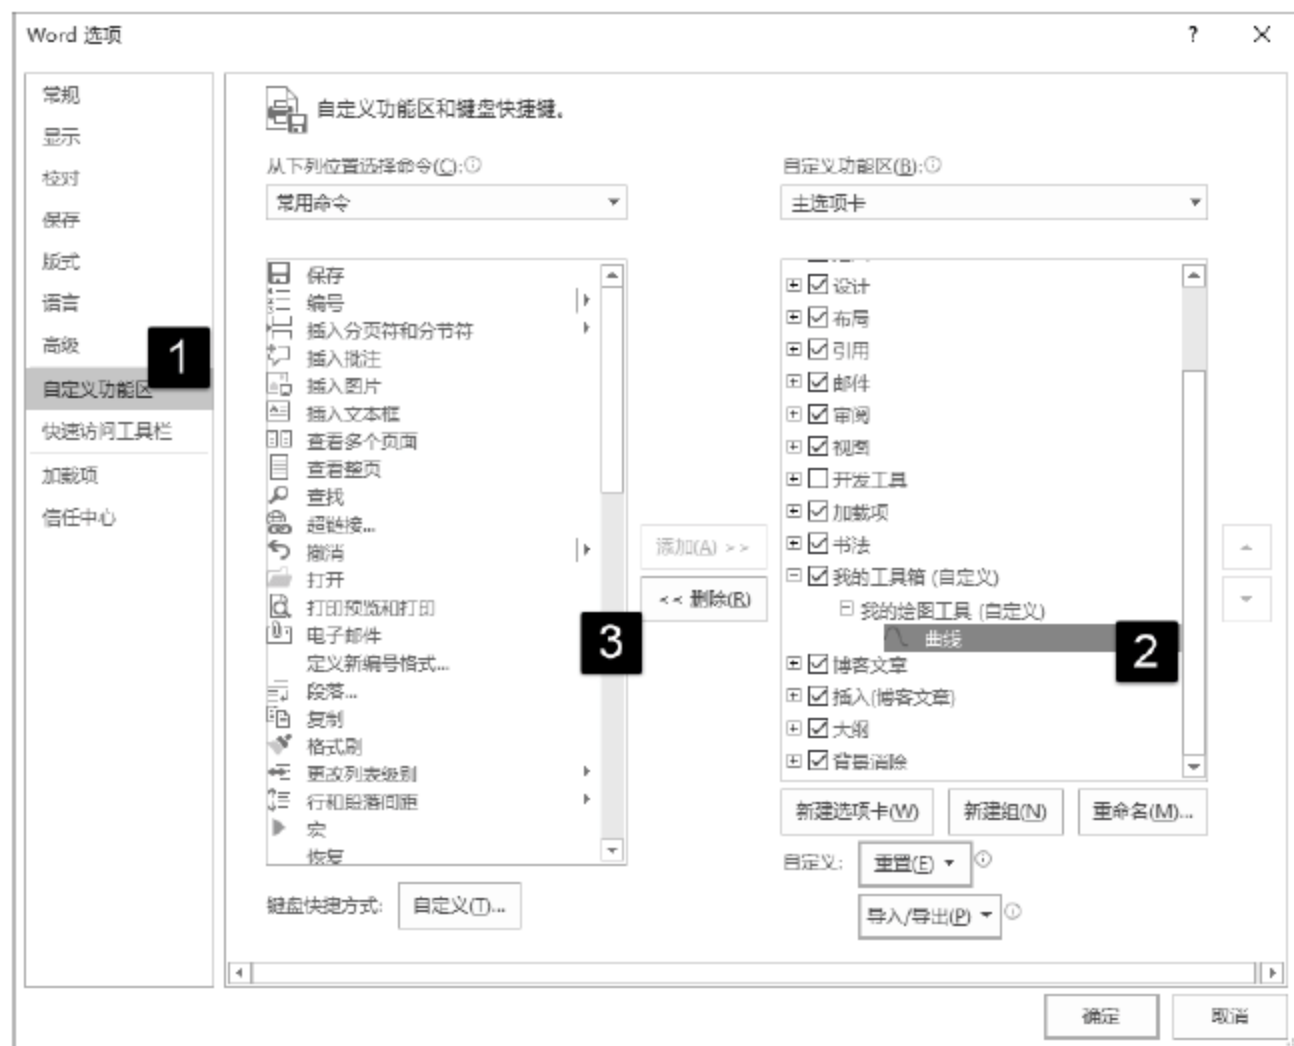 Word 选项
?
常规
显示
校对
保存
版式
语言
高级
1
自定义功能区
快速访问工具栏
加载项
信任中心
自定义功能区和键盘快捷键。
从下列位置选择命令(C):
常用命令
保存
编号
插入分页符和分节符
插入批注
插入图片
插入文本框
查看多个页面
查看整页
查找
超链接...
撤消
打开
打印预览和打印
电子邮件
定义新编号格式...
段落...
复制
格式刷
更改列表级别
行和段落间距
宏
恢复
键盘快捷方式: 自定义(T)...
添加(A) >>
<< 删除(R)
3
自定义功能区(B):
主选项卡
设计
布局
引用
邮件
审阅
视图
开发工具
加载项
书法
我的工具箱 (自定义)
我的绘图工具 (自定义)
曲线
2
博客文章
插入(博客文章)
大纲
背景消除
新建选项卡(W) 新建组(N) 重命名(M)...
自定义: 重置(E)
导入/导出(P)
确定 取消